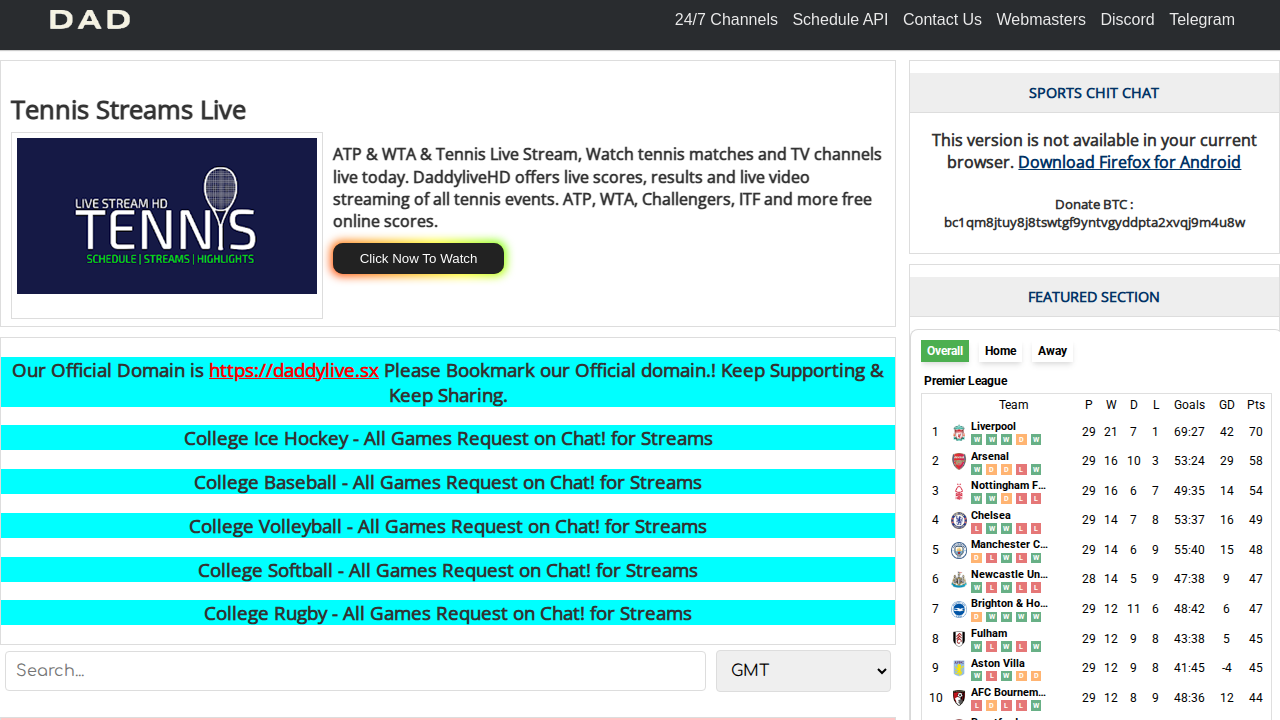 DAD
24/7 Channels Schedule API Contact Us Webmasters Discord Telegram
Tennis Streams Live
LIVE STREAM HD
TENNIS
SCHEDULE | STREAMS | HIGHLIGHTS
ATP & WTA & Tennis Live Stream, Watch tennis matches and TV channels
live today. DaddyliveHD offers live scores, results and live video
streaming of all tennis events. ATP, WTA, Challengers, ITF and more free
online scores.
Click Now To Watch
Our Official Domain is https://daddylive.sx Please Bookmark our Official domain.! Keep Supporting &
Keep Sharing.
College Ice Hockey - All Games Request on Chat! for Streams
College Baseball - All Games Request on Chat! for Streams
College Volleyball - All Games Request on Chat! for Streams
College Softball - All Games Request on Chat! for Streams
College Rugby - All Games Request on Chat! for Streams
Search...
GMT
SPORTS CHIT CHAT
This version is not available in your current
browser. Download Firefox for Android
Donate BTC :
bc1qm8jtuy8j8tswtgf9yntvgyddpta2xvqj9m4u8w
FEATURED SECTION
Overall Home Away
Premier League
Team P W D L Goals GD Pts
1 Liverpool 29 21 7 1 69:27 42 70
W W W D W
2 Arsenal 29 16 10 3 53:24 29 58
W D D L W
3 Nottingham F... 29 16 6 7 49:35 14 54
W W D L L
4 Chelsea 29 14 7 8 53:37 16 49
L W W L L
5 Manchester C... 29 14 6 9 55:40 15 48
D L W L W
6 Newcastle Un... 28 14 5 9 47:38 9 47
W L W L L
7 Brighton & Ho... 29 12 11 6 48:42 6 47
D W W W W
8 Fulham 29 12 9 8 43:38 5 45
W L W L W
9 Aston Villa 29 12 9 8 41:45 -4 45
W L W D D
10 AFC Bournem... 29 12 8 9 48:36 12 44
L D L L W